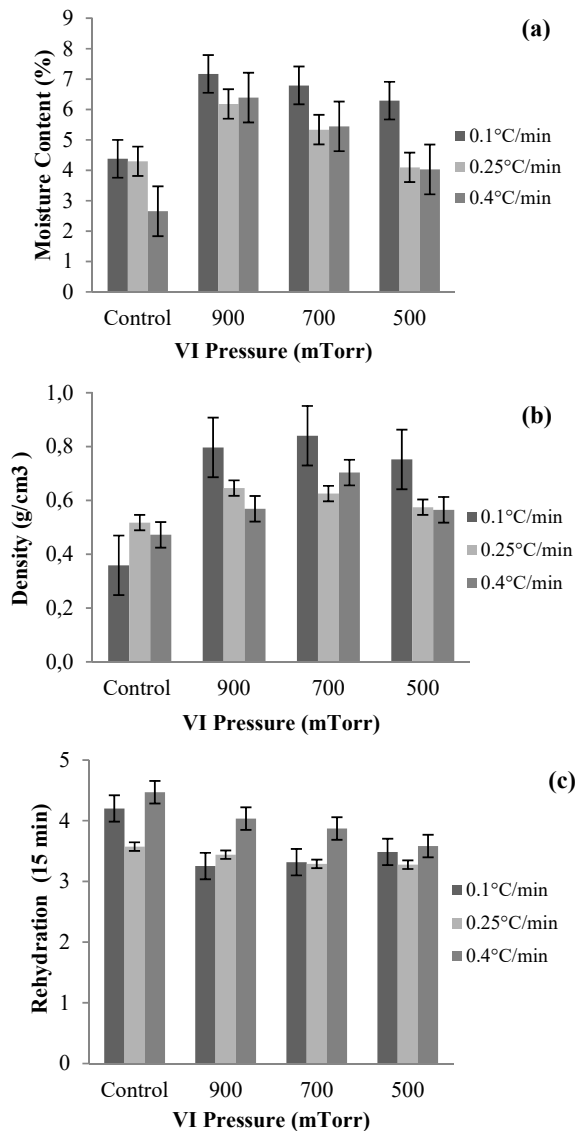 (a)
9
8
7
6
5
4
3
2
1
0
Moisture Content (%)
0.1°C/min
0.25°C/min
0.4°C/min
Control 900 700 500
VI Pressure (mTorr)
(b)
1,0
0,8
0,6
0,4
0,2
0,0
Density (g/cm3 )
0.1°C/min
0.25°C/min
0.4°C/min
Control 900 700 500
VI Pressure (mTorr)
(c)
5
4
3
2
1
0
Rehydration (15 min)
0.1°C/min
0.25°C/min
0.4°C/min
Control 900 700 500
VI Pressure (mTorr)